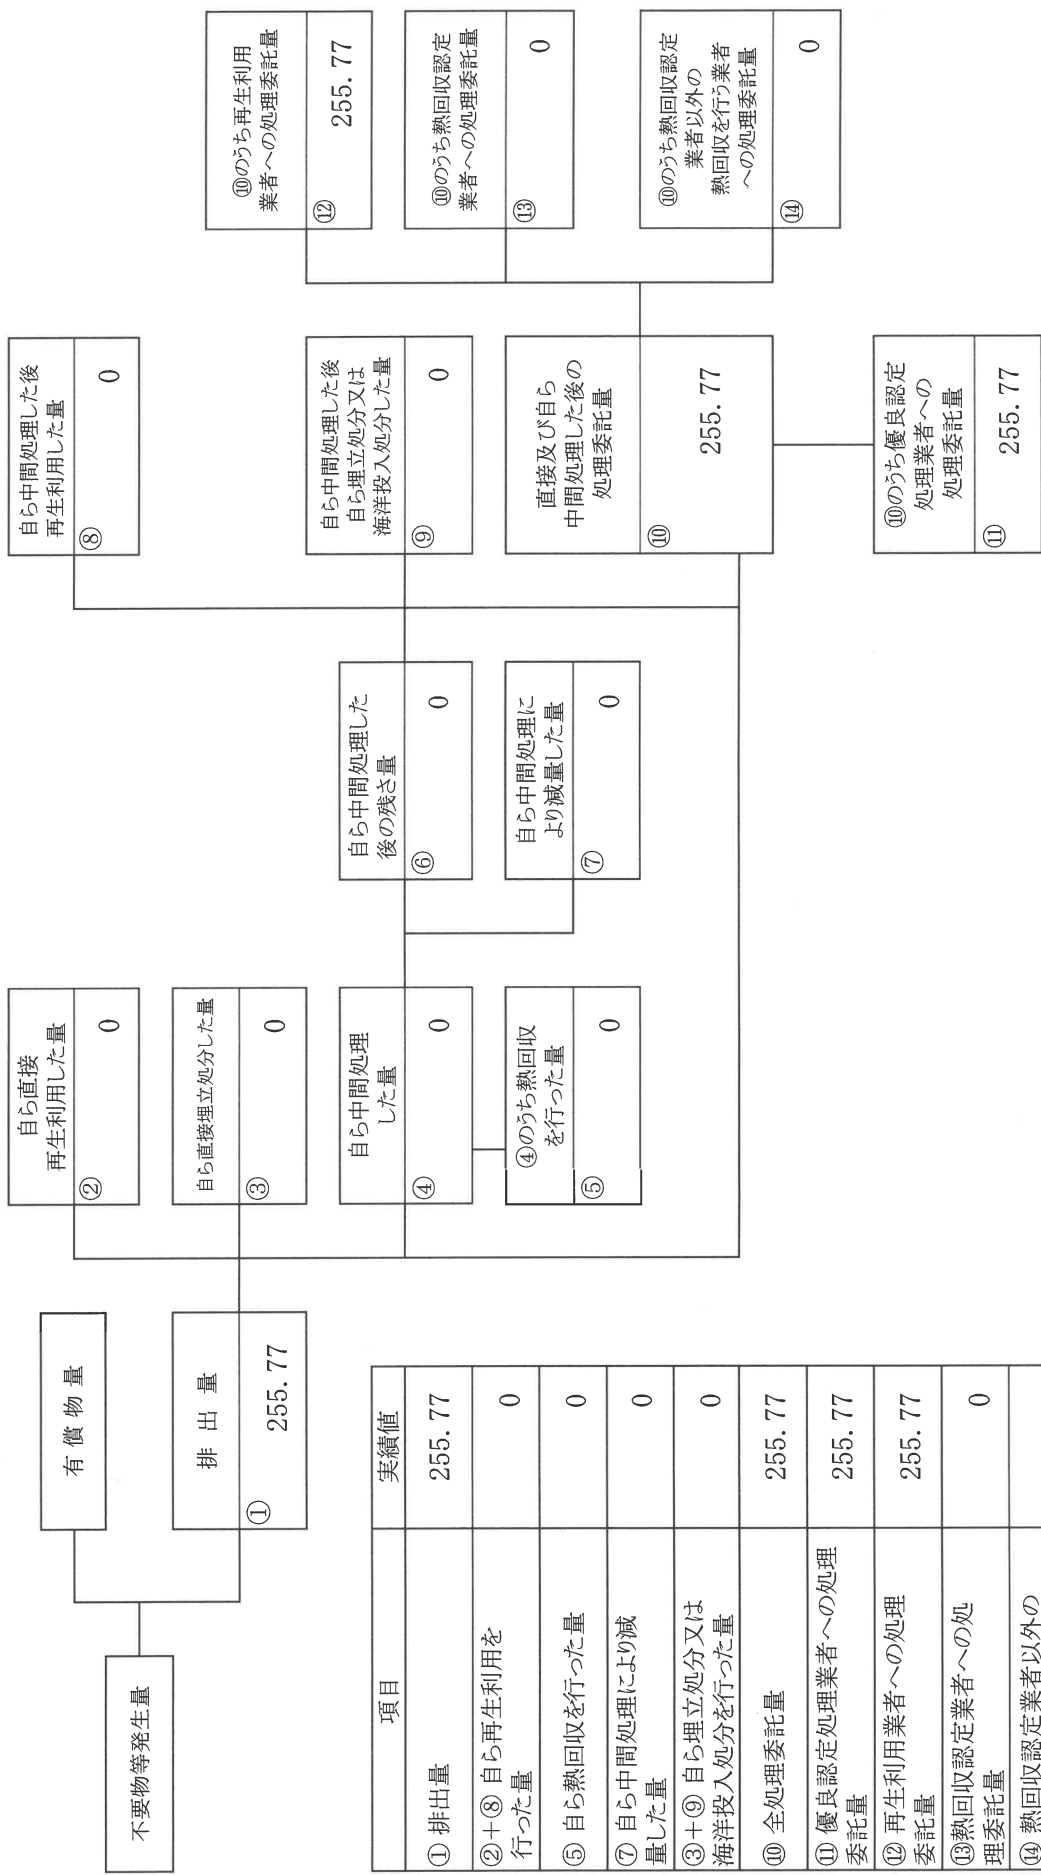 不要物等発生量
有償物量
排出量
①
255.77
自ら直接
再生利用した量
②
0
自ら直接埋立処分した量
③
0
自ら中間処理
した量
④
0
④のうち熱回収
を行った量
⑤
0
自ら中間処理した
後の残さ量
⑥
0
自ら中間処理に
より減量した量
⑦
0
自ら中間処理した後
再生利用した量
⑧
0
自ら中間処理した後
自ら埋立処分又は
海洋投入処分した量
⑨
0
直接及び自ら
中間処理した後の
処理委託量
⑩
255.77
⑩のうち優良認定
処理業者への
処理委託量
⑪
255.77
⑩のうち再生利用
業者への処理委託量
⑫
255.77
⑩のうち熱回収認定
業者への処理委託量
⑬
0
⑩のうち熱回収認定
業者以外の
熱回収を行う業者
への処理委託量
⑭
0
項目 実績値
① 排出量 255.77
②+⑧ 自ら再生利用を
行った量 0
⑤ 自ら熱回収を行った量 0
⑦ 自ら中間処理により減
量した量 0
③+⑨ 自ら埋立処分又は
海洋投入処分を行った量 0
⑩ 全処理委託量 255.77
⑪ 優良認定処理業者への処理
委託量 255.77
⑫ 再生利用業者への処理
委託量 255.77
⑬熱回収認定業者への処
理委託量 0
⑭ 熱回収認定業者以外の